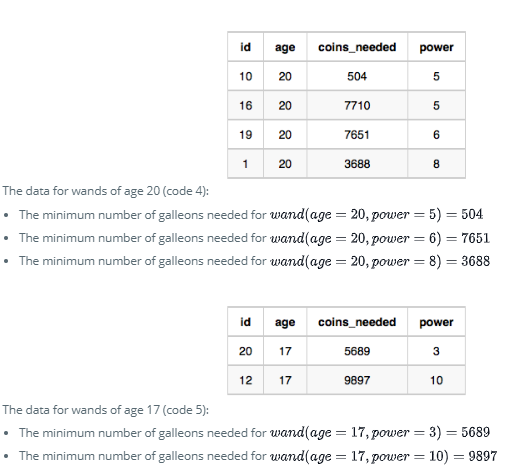 id age coins_needed power
10 20 504 5
16 20 7710 5
19 20 7651 6
1 20 3688 8
The data for wands of age 20 (code 4):
• The minimum number of galleons needed for wand(age = 20, power = 5) = 504
• The minimum number of galleons needed for wand(age = 20, power = 6) = 7651
• The minimum number of galleons needed for wand(age = 20, power = 8) = 3688
id age coins_needed power
20 17 5689 3
12 17 9897 10
The data for wands of age 17 (code 5):
• The minimum number of galleons needed for wand(age = 17, power = 3) = 5689
• The minimum number of galleons needed for wand(age = 17, power = 10) = 9897